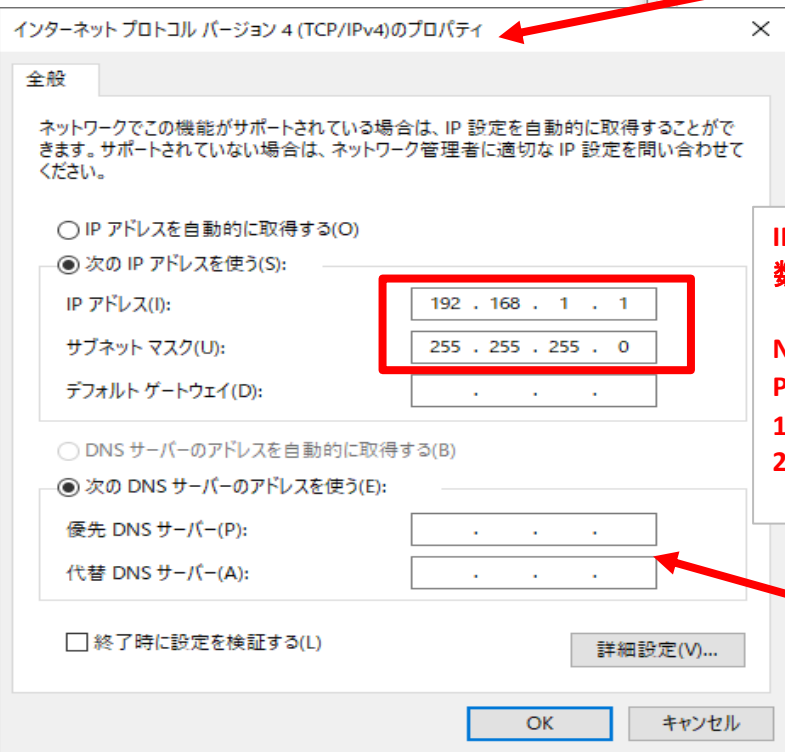 インターネット プロトコル バージョン 4 (TCP/IPv4)のプロパティ
全般
ネットワークでこの機能がサポートされている場合は、IP 設定を自動的に取得することがで
きます。サポートされていない場合は、ネットワーク管理者に適切な IP 設定を問い合わせて
ください。
IP アドレスを自動的に取得する(O)
次の IP アドレスを使う(S):
IP アドレス(I): 192 . 168 . 1 . 1
サブネット マスク(U): 255 . 255 . 255 . 0
デフォルト ゲートウェイ(D): . . .
DNS サーバーのアドレスを自動的に取得する(B)
次の DNS サーバーのアドレスを使う(E):
優先 DNS サーバー(P): . . .
代替 DNS サーバー(A): . . .
終了時に設定を検証する(L)
詳細設定(V)...
OK
キャンセル
N
P
1
2